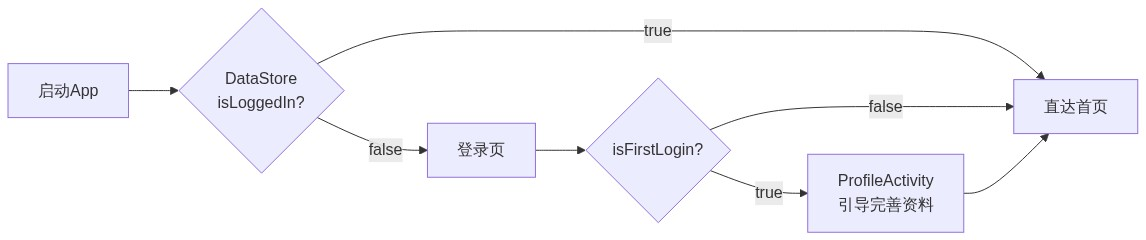 启动App
DataStore
isLoggedIn?
true
false
登录页
isFirstLogin?
false
true
ProfileActivity
引导完善资料
直达首页